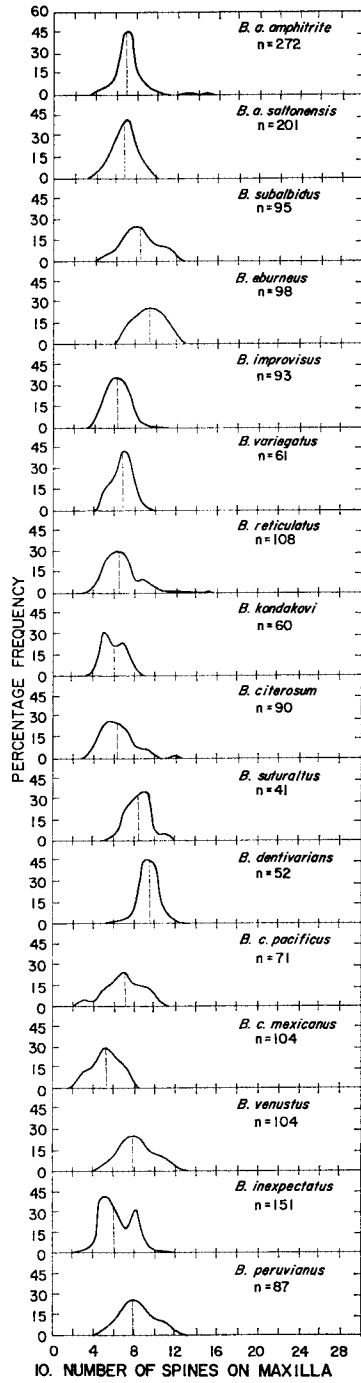 60
45
30
15
0
B. a. amphitrite
n=272
45
30
15
0
B. a. saltonensis
n=201
45
30
15
0
B. subalbidus
n=95
45
30
15
0
B. eburneus
n=98
45
30
15
0
B. improvisus
n=93
45
30
15
0
B. variegatus
n=61
45
30
15
0
B. reticulatus
n=108
45
30
15
0
B. kondakovi
n=60
45
30
15
0
B. citerosum
n=90
45
30
15
0
B. suturaltus
n=41
45
30
15
0
B. dentivarians
n=52
45
30
15
0
B. c. pacificus
n=71
45
30
15
0
B. c. mexicanus
n=104
45
30
15
0
B. venustus
n=104
45
30
15
0
B. inexpectatus
n=151
45
30
15
0
B. peruvianus
n=87
PERCENTAGE FREQUENCY
0 4 8 12 16 20 24 28
10. NUMBER OF SPINES ON MAXILLA